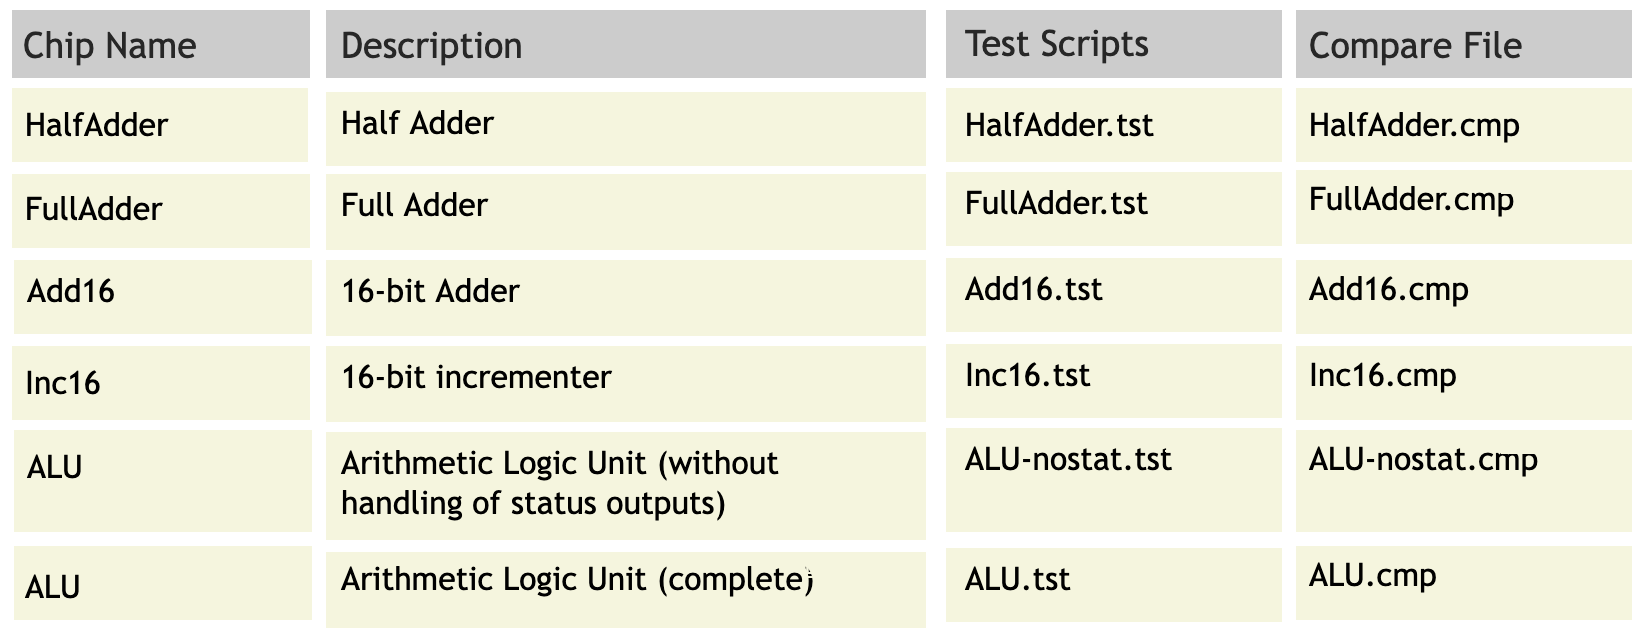 Chip Name Description Test Scripts Compare File
HalfAdder Half Adder HalfAdder.tst HalfAdder.cmp
FullAdder Full Adder FullAdder.tst FullAdder.cmp
Add16 16-bit Adder Add16.tst Add16.cmp
Inc16 16-bit incrementer Inc16.tst Inc16.cmp
ALU Arithmetic Logic Unit (without ALU-nostat.tst ALU-nostat.cmp
handling of status outputs)
ALU Arithmetic Logic Unit (complete) ALU.tst ALU.cmp